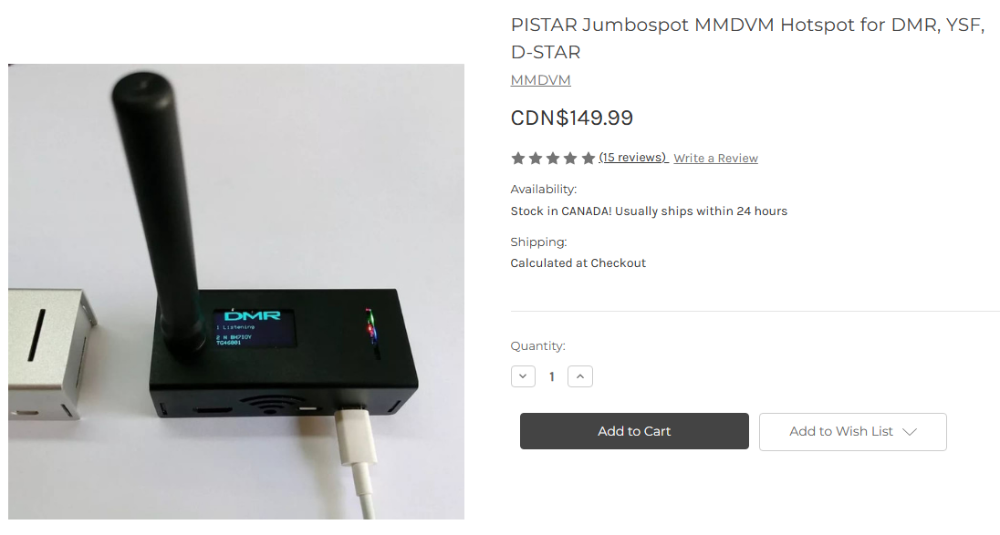 PISTAR Jumbospot MMDVM Hotspot for DMR, YSF,
D-STAR
MMDVM
CDN$149.99
(15 reviews) Write a Review
Availability:
Stock in CANADA! Usually ships within 24 hours
Shipping:
Calculated at Checkout
Quantity:
1
Add to Cart
Add to Wish List
DMR
1 Listening
2 H BH7IOY
TG46001